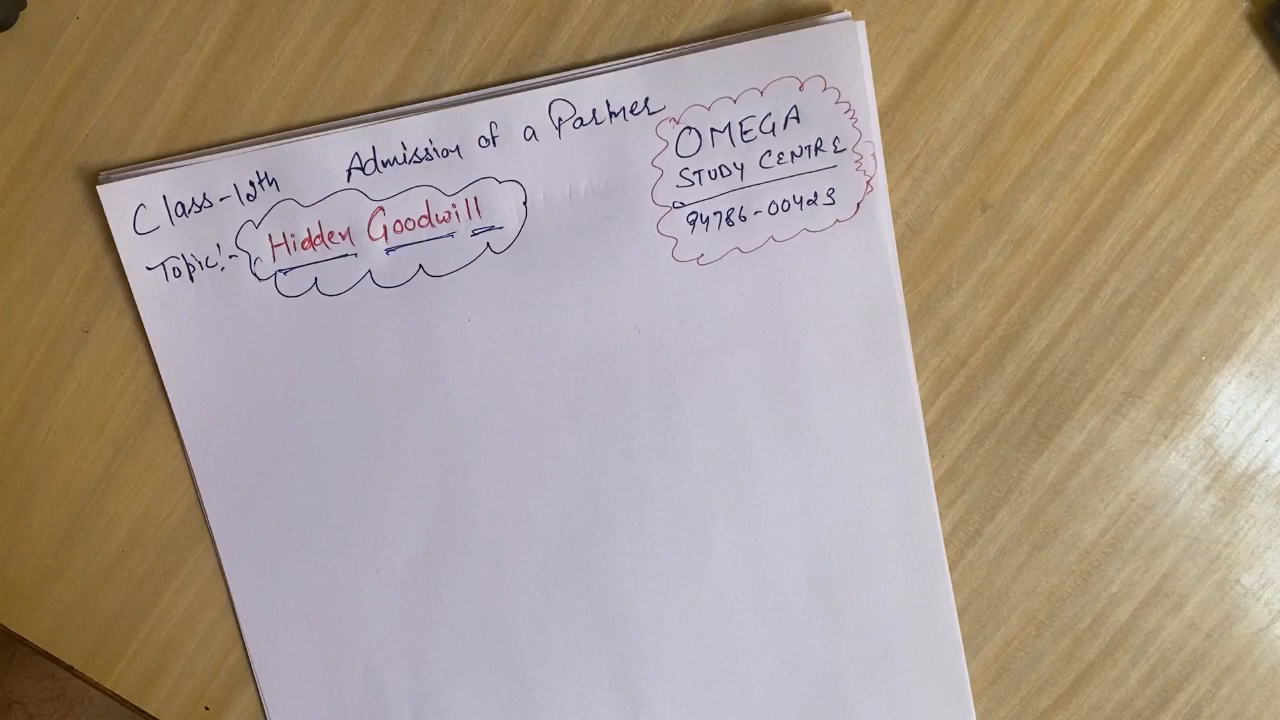 Admission of a Partner
Class-12th
Topic:- Hidden Goodwill
OMEGA
STUDY CENTRE
94786-00423